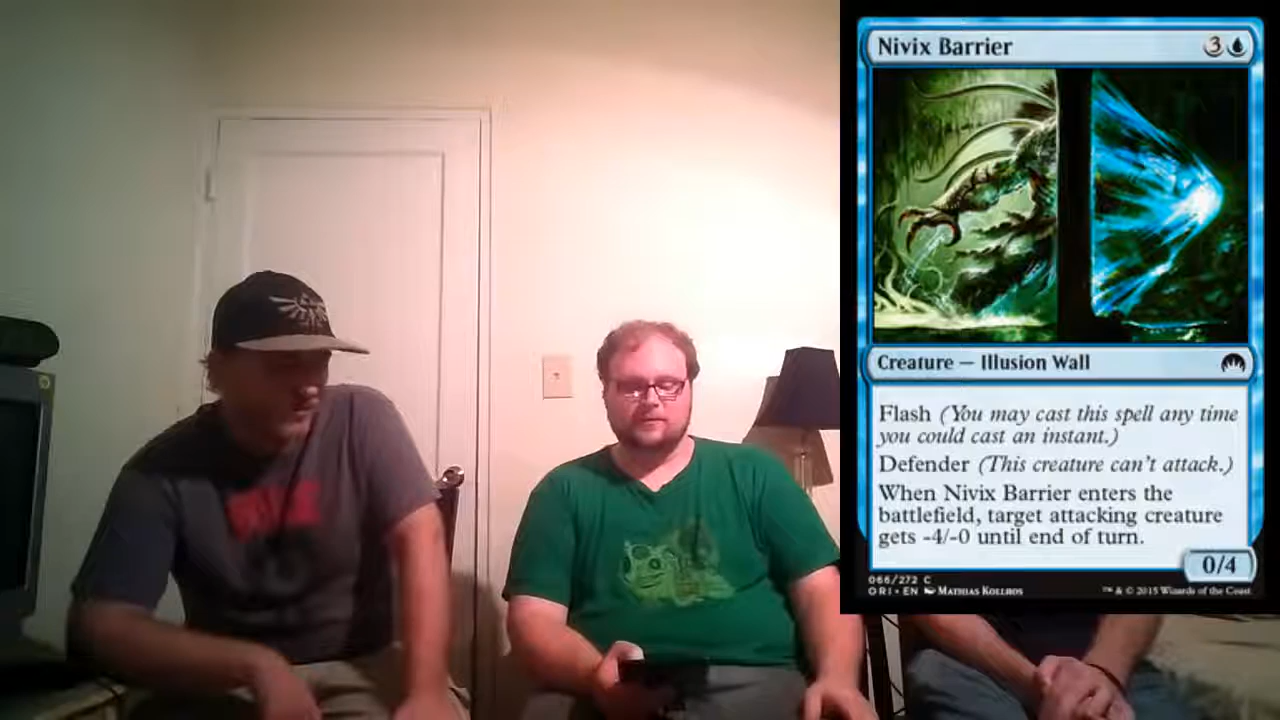 Nivix Barrier 3
Creature — Illusion Wall
Flash (You may cast this spell any time
you could cast an instant.)
Defender (This creature can't attack.)
When Nivix Barrier enters the
battlefield, target attacking creature
gets -4/-0 until end of turn.
0/4
066/272 C
ORI • EN MATHIAS KOLLROS
™ & © 2015 Wizards of the Coast